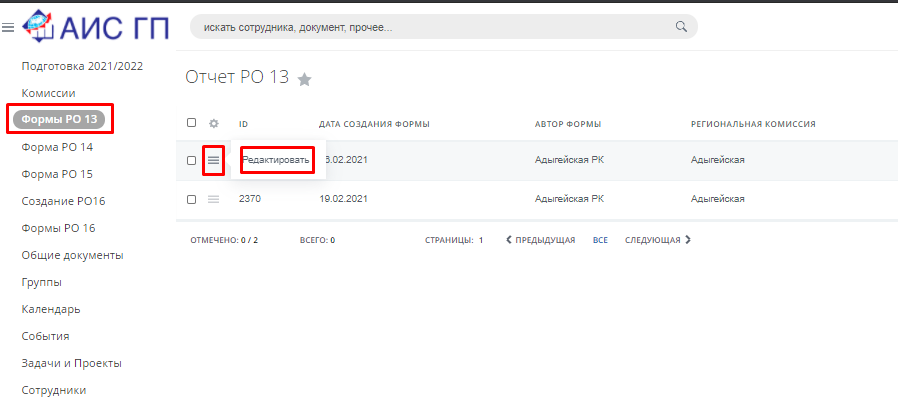 АИС ГП
искать сотрудника, документ, прочее...
Подготовка 2021/2022
Комиссии
Формы РО 13
Форма РО 14
Форма РО 15
Создание РО16
Формы РО 16
Общие документы
Группы
Календарь
События
Задачи и Проекты
Сотрудники
Отчет РО 13
ID ДАТА СОЗДАНИЯ ФОРМЫ АВТОР ФОРМЫ РЕГИОНАЛЬНАЯ КОМИССИЯ
Редактировать 6.02.2021 Адыгейская РК Адыгейская
2370 19.02.2021 Адыгейская РК Адыгейская
ОТМЕЧЕНО: 0 / 2 ВСЕГО: 0 СТРАНИЦЫ: 1 ПРЕДЫДУЩАЯ ВСЕ СЛЕДУЮЩАЯ